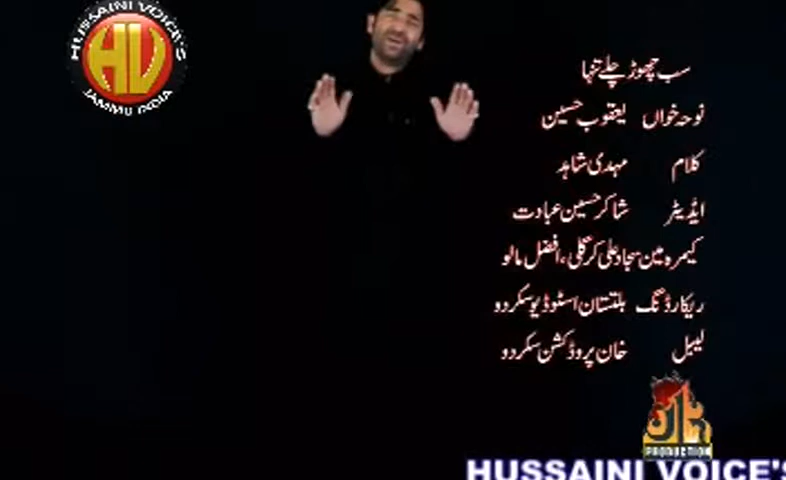 HUSSAINI VOICE'S
HV
JAMMU INDIA
سب چھوڑ چلے تنہا
نوحہ خواں یعقوب حسین
کلام مہدی شاہد
ایڈیٹر شاکر حسین عبادت
کیمرہ مین سجاد علی کرگلی، افضل مالو
ریکارڈنگ بلتستان اسٹوڈیو سکردو
لیبل خان پروڈکشن سکردو
خان
PRODUCTION
HUSSAINI VOICE'S